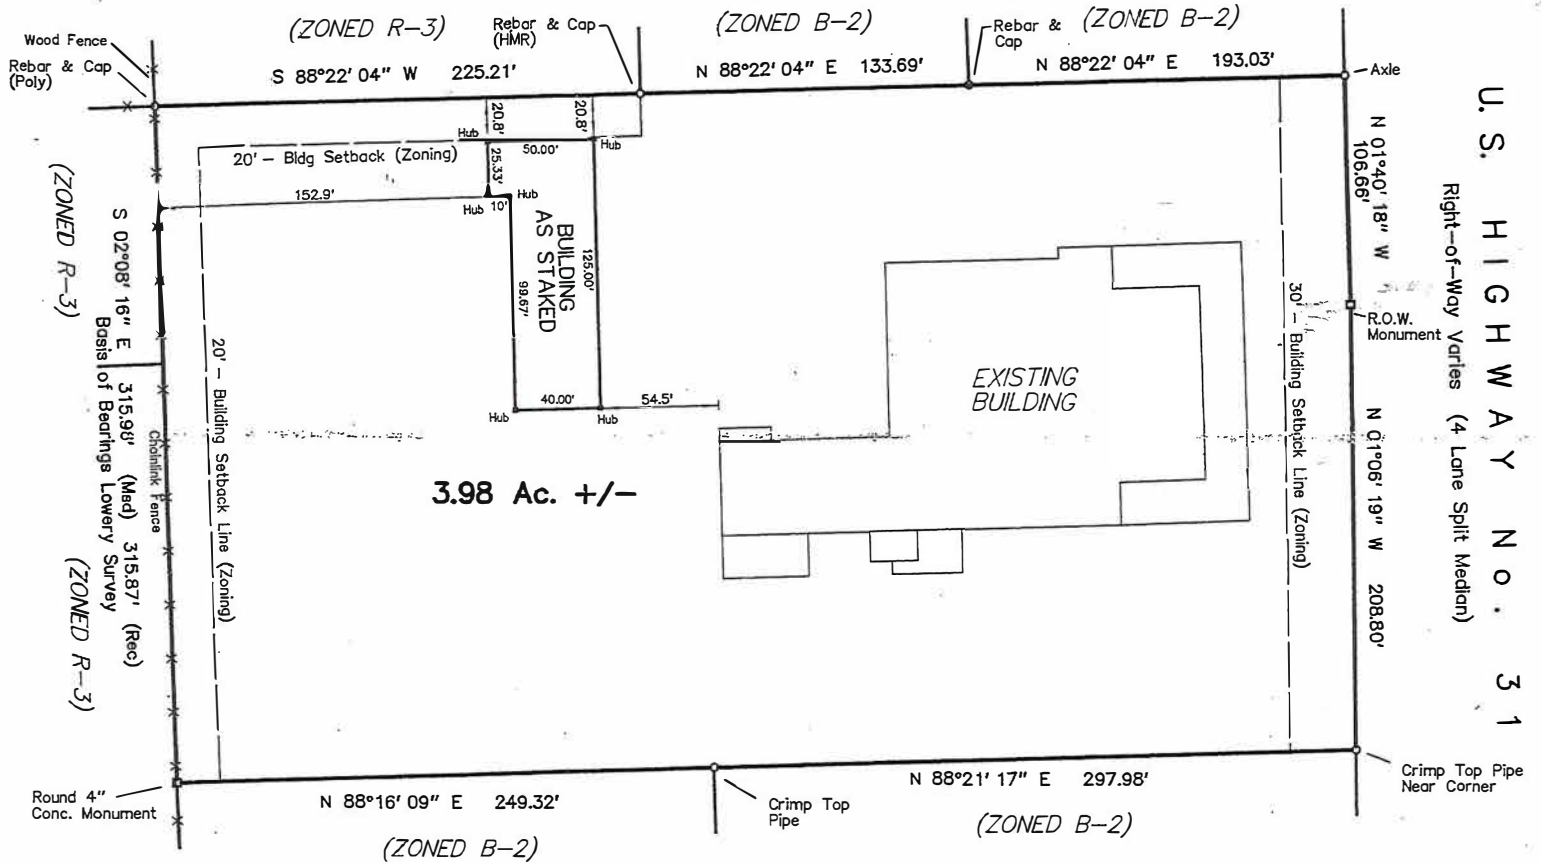 (ZONED R-3)
Rebar & Cap
(HMR)
(ZONED B-2)
Rebar &
Cap
(ZONED B-2)
Wood Fence
Rebar & Cap
(Poly)
S 88°22' 04" W 225.21'
N 88°22' 04" E 133.69'
N 88°22' 04" E 193.03'
Axle
20.8'
20.8'
Hub
Hub
50.00'
20' - Bldg Setback (Zoning)
25.33'
152.9'
Hub
Hub
10'
BUILDING
AS STAKED
125.00'
99.67'
Hub
40.00'
Hub
54.5'
(ZONED R-3)
S 02°08' 16" E
315.98' (Msd) 315.87' (Rec)
Basis of Bearings Lowery Survey
Chainlink Fence
(ZONED R-3)
20' - Building Setback Line (Zoning)
3.98 Ac. +/-
EXISTING
BUILDING
30' - Building Setback Line (Zoning)
N 01°40' 18" W
106.66'
R.O.W.
Monument
N 01°06' 19" W 208.80'
Right-of-Way Varies (4 Lane Split Median)
U.S. HIGHWAY No. 31
Round 4"
Conc. Monument
N 88°16' 09" E 249.32'
Crimp Top
Pipe
N 88°21' 17" E 297.98'
Crimp Top Pipe
Near Corner
(ZONED B-2)
(ZONED B-2)